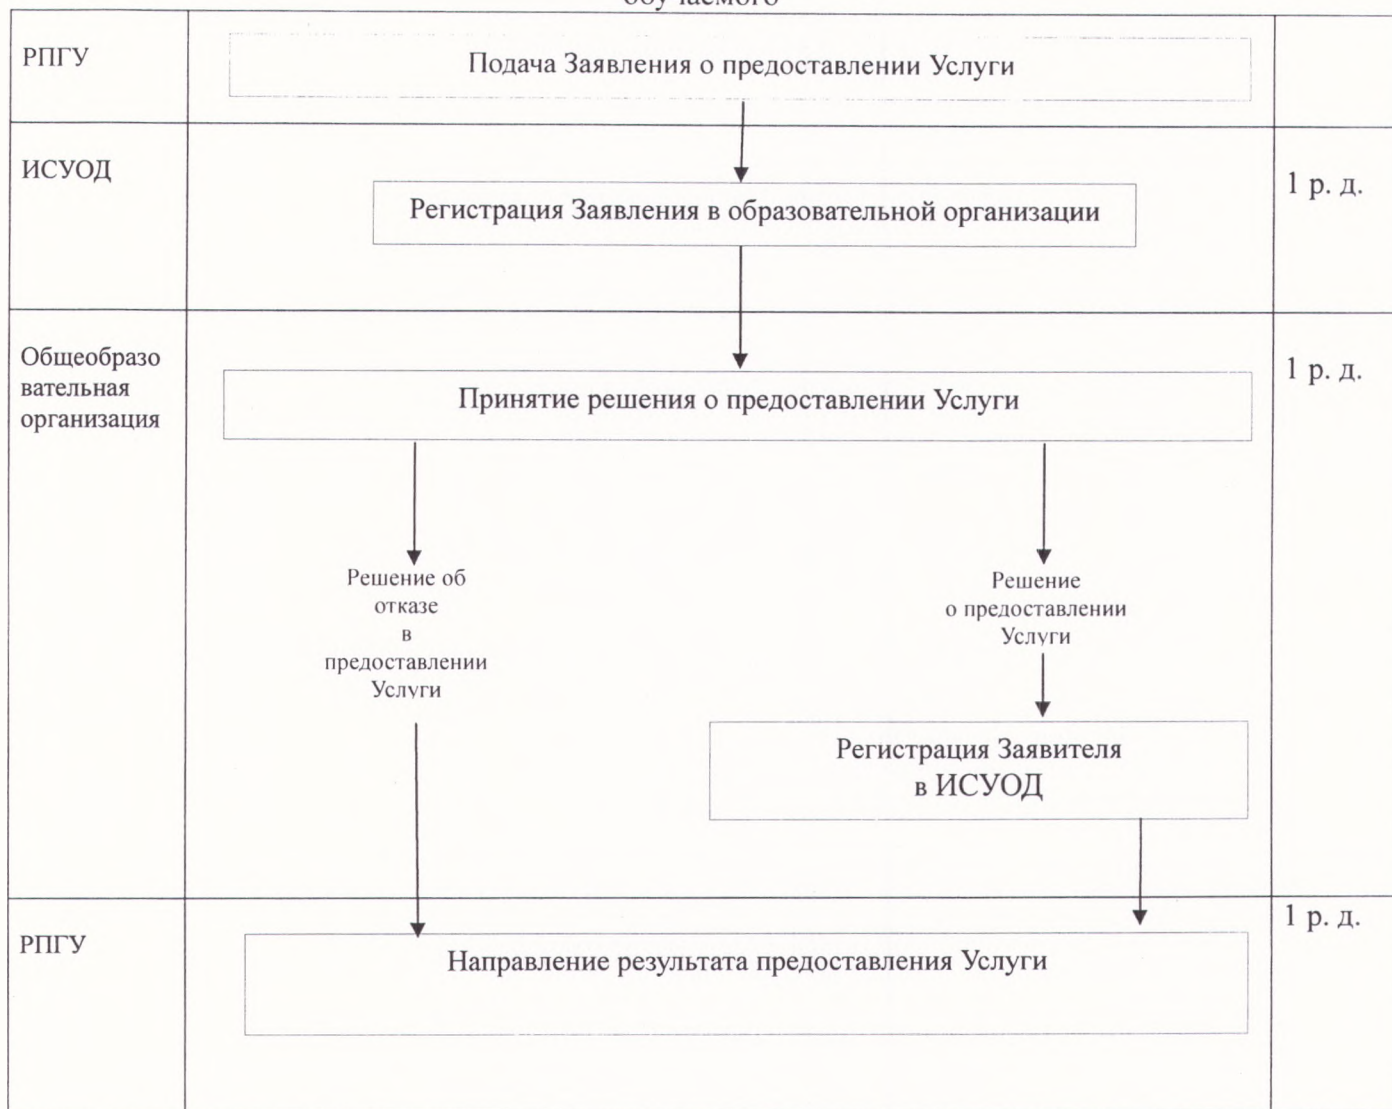 обучаемого
РПГУ
Подача Заявления о предоставлении Услуги
ИСУОД
Регистрация Заявления в образовательной организации
1 р. д.
Общеобразо
вательная
организация
Принятие решения о предоставлении Услуги
1 р. д.
Решение об
отказе
в
предоставлении
Услуги
Решение
о предоставлении
Услуги
Регистрация Заявителя
в ИСУОД
РПГУ
Направление результата предоставления Услуги
1 р. д.